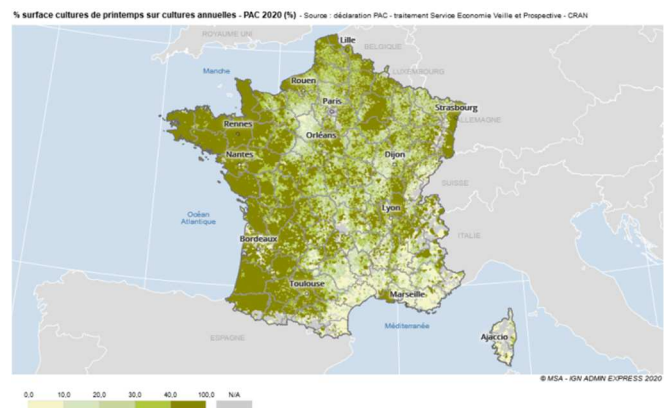 % surface cultures de printemps sur cultures annuelles - PAC 2020 (%) - Source : déclaration PAC - traitement Service Economie Veille et Prospective - CRAN
ROYAUME UNI
Lille
BELGIQUE
Manche
LUXEMBOURG
Rouen
Paris
Strasbourg
ALLEMAGNE
Rennes
Orléans
Nantes
Dijon
SUISSE
Océan
Atlantique
Lyon
ITALIE
Bordeaux
Toulouse
Marseille
Méditerranée
ESPAGNE
Ajaccio
© MSA - IGN ADMIN EXPRESS 2020
0,0 10,0 20,0 30,0 40,0 100,0 N/A